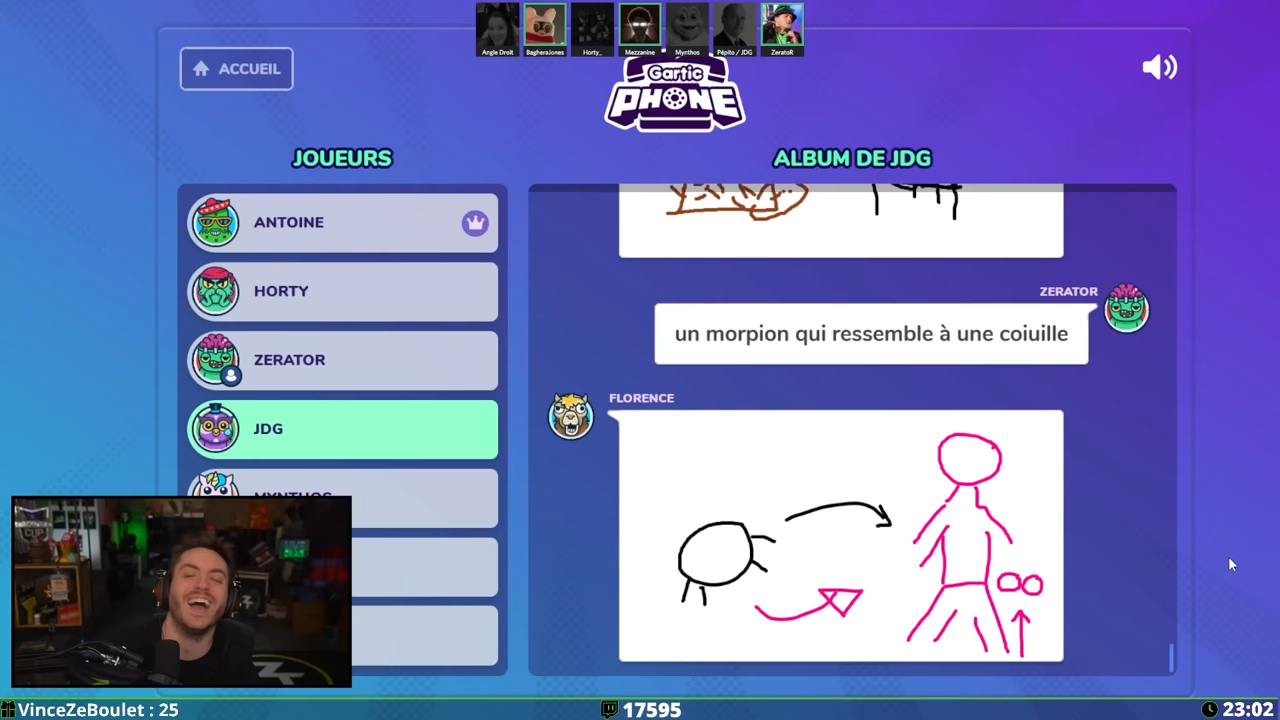 Angle Droit
BagheraJones
Horty_
Mezzanine
Mynthos
Pépito / JDG
ZeratoR
ACCUEIL
Gartic
PHONE
JOUEURS
ALBUM DE JDG
ANTOINE
HORTY
ZERATOR
JDG
MYNTHOS
ZERATOR
un morpion qui ressemble à une coiuille
FLORENCE
VinceZeBoulet : 25
17595
23:02